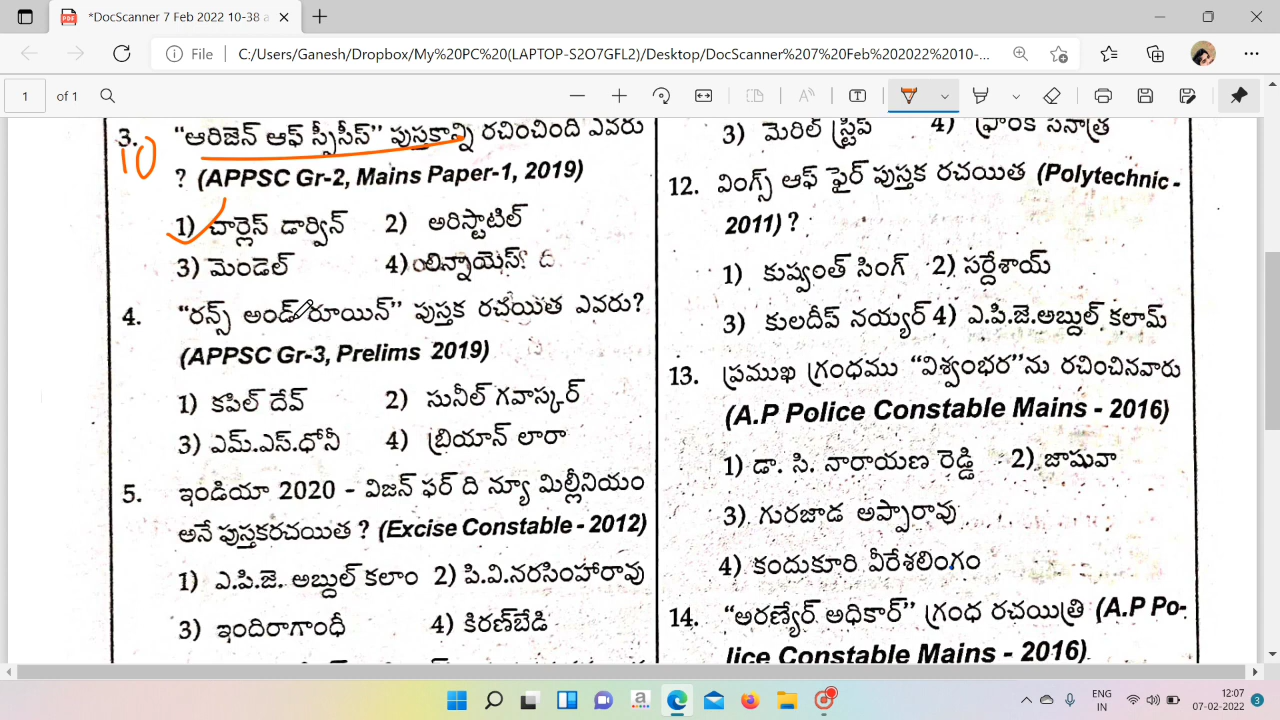 *DocScanner 7 Feb 2022 10-38 a
File
C:/Users/Ganesh/Dropbox/My%20PC%20(LAPTOP-S2O7GFL2)/Desktop/DocScanner%207%20Feb%202022%2010-...
1 of 1
3. "ఆరిజెన్ ఆఫ్ స్పీసీస్" పుస్తకాన్ని రచించింది ఎవరు
10
? (APPSC Gr-2, Mains Paper-1, 2019)
1) చార్లెస్ డార్విన్ 2) అరిస్టాటిల్
3) మెండెల్ 4) లిన్నాయెస్
4. "రన్స్ అండ్ రూయిన్" పుస్తక రచయిత ఎవరు?
(APPSC Gr-3, Prelims 2019)
1) కపిల్ దేవ్ 2) సునీల్ గవాస్కర్
3) ఎమ్.ఎస్.ధోనీ 4) బ్రియాన్ లారా
5. ఇండియా 2020 - విజన్ ఫర్ ది న్యూ మిల్లీనియం
అనే పుస్తకరచయిత ? (Excise Constable - 2012)
1) ఎ.పి.జె. అబ్దుల్ కలాం 2) పి.వి.నరసింహారావు
3) ఇందిరాగాంధీ 4) కిరణ్‌బేడి
3) మెరిల్ స్ట్రిప్ 4) ఫ్రాంక్ సినాత్ర
12. వింగ్స్ ఆఫ్ ఫైర్ పుస్తక రచయిత (Polytechnic -
2011) ?
1) కుష్వంత్ సింగ్ 2) సర్దేశాయ్
3) కులదీప్ నయ్యర్ 4) ఎ.పి.జె.అబ్దుల్ కలామ్
13. ప్రముఖ గ్రంథము "విశ్వంభర"ను రచించినవారు
(A.P Police Constable Mains - 2016)
1) డా. సి. నారాయణ రెడ్డి 2) జాషువా
3) గురజాడ అప్పారావు
4) కందుకూరి వీరేశలింగం
14. "అరణ్యేర్ అధికార్" గ్రంథ రచయిత్రి (A.P Po-
lice Constable Mains - 2016)
ENG
IN
12:07
07-02-2022
3